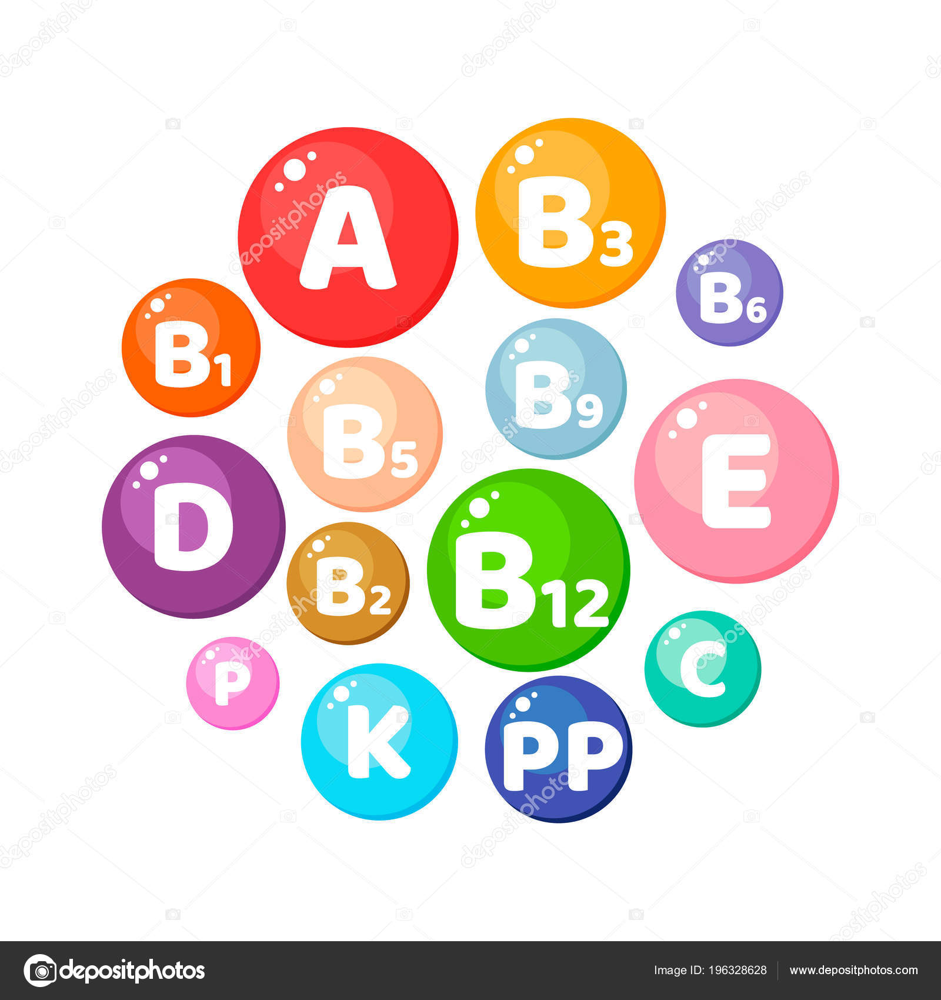 A
B3
B6
B1
B5
B9
E
D
B2
B12
P
K
PP
C
depositphotos
Image ID: 196328628
www.depositphotos.com